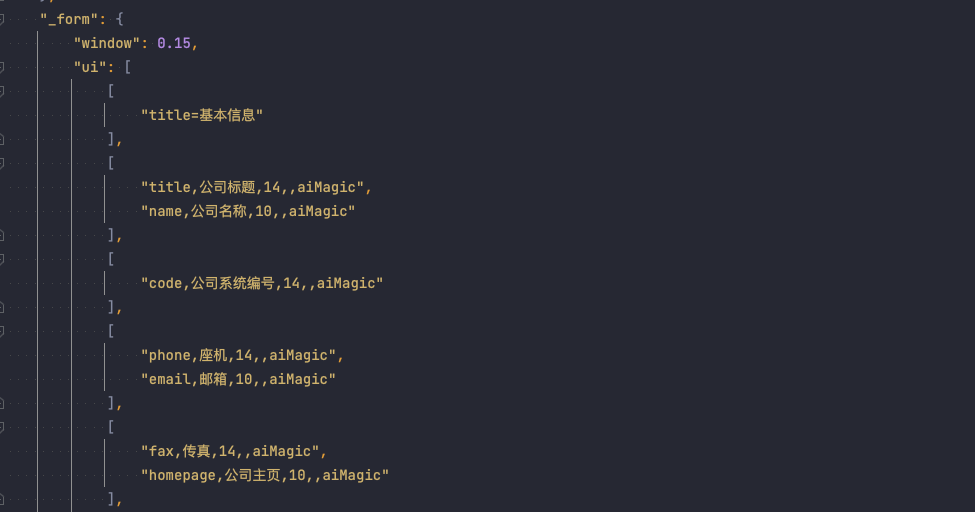 "_form": {
"window": 0.15,
"ui": [
[
"title=基本信息"
],
[
"title,公司标题,14,,aiMagic",
"name,公司名称,10,,aiMagic"
],
[
"code,公司系统编号,14,,aiMagic"
],
[
"phone,座机,14,,aiMagic",
"email,邮箱,10,,aiMagic"
],
[
"fax,传真,14,,aiMagic",
"homepage,公司主页,10,,aiMagic"
],